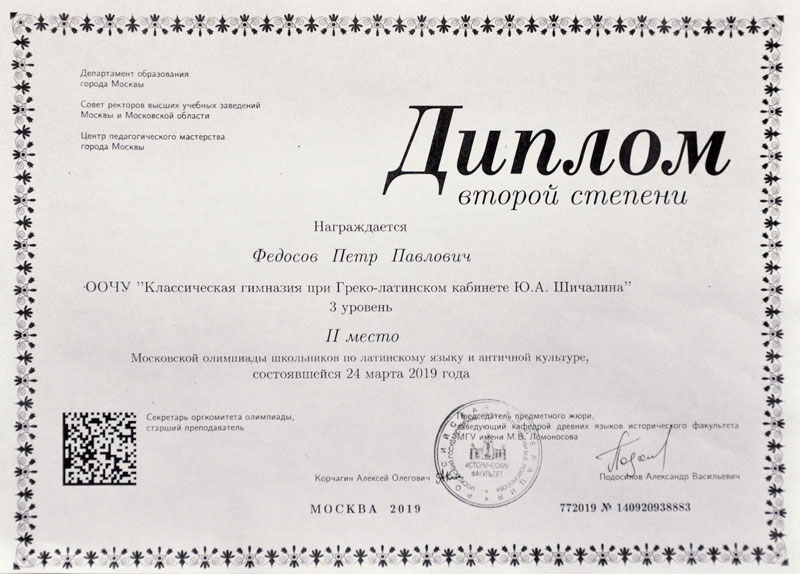 Департамент образования
города Москвы
Совет ректоров высших учебных заведений
Москвы и Московской области
Центр педагогического мастерства
города Москвы
Диплом
второй степени
Награждается
Федосов Петр Павлович
ООЧУ "Классическая гимназия при Греко-латинском кабинете Ю.А. Шичалина"
3 уровень
II место
Московской олимпиады школьников по латинскому языку и античной культуре,
состоявшейся 24 марта 2019 года
Секретарь оргкомитета олимпиады,
старший преподаватель
Корчагин Алексей Олегович
Председатель предметного жюри,
заведующий кафедрой древних языков исторического факультета
МГУ имени М.В. Ломоносова
Подосинов Александр Васильевич
ИСТОРИЧЕСКИЙ
ФАКУЛЬТЕТ
МОСКВА 2019
772019 № 140920938883